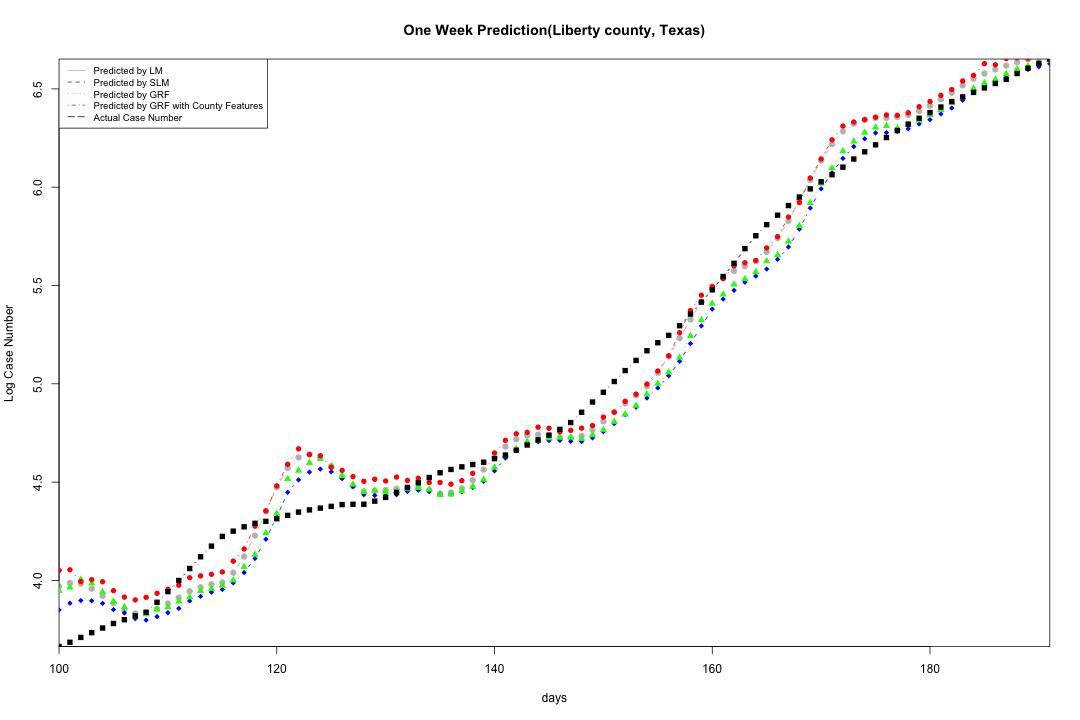 One Week Prediction(Liberty county, Texas)
Predicted by LM
Predicted by SLM
Predicted by GRF
Predicted by GRF with County Features
Actual Case Number
Log Case Number
6.5
6.0
5.5
5.0
4.5
4.0
100 120 140 160 180
days